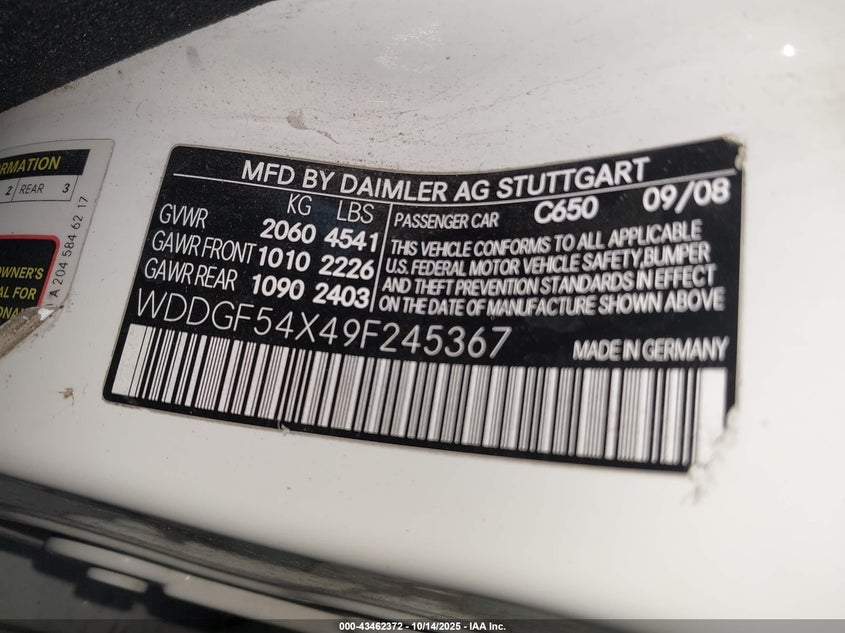 RMATION
2 REAR 3
A 204 584 62 17
OWNER'S
AL FOR
ONAL
MFD BY DAIMLER AG STUTTGART
KG LBS
GVWR 2060 4541
GAWR FRONT 1010 2226
GAWR REAR 1090 2403
PASSENGER CAR C650 09/08
THIS VEHICLE CONFORMS TO ALL APPLICABLE
U.S. FEDERAL MOTOR VEHICLE SAFETY,BUMPER
AND THEFT PREVENTION STANDARDS IN EFFECT
ON THE DATE OF MANUFACTURE SHOWN ABOVE
WDDGF54X49F245367
MADE IN GERMANY
000-43462372 - 10/14/2025 - IAA Inc.